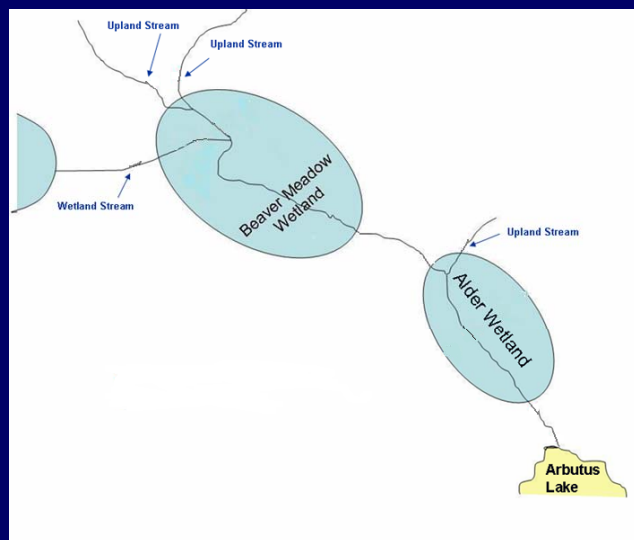 Upland Stream
Upland Stream
Wetland Stream
Beaver Meadow
Wetland
Upland Stream
Alder Wetland
Arbutus
Lake